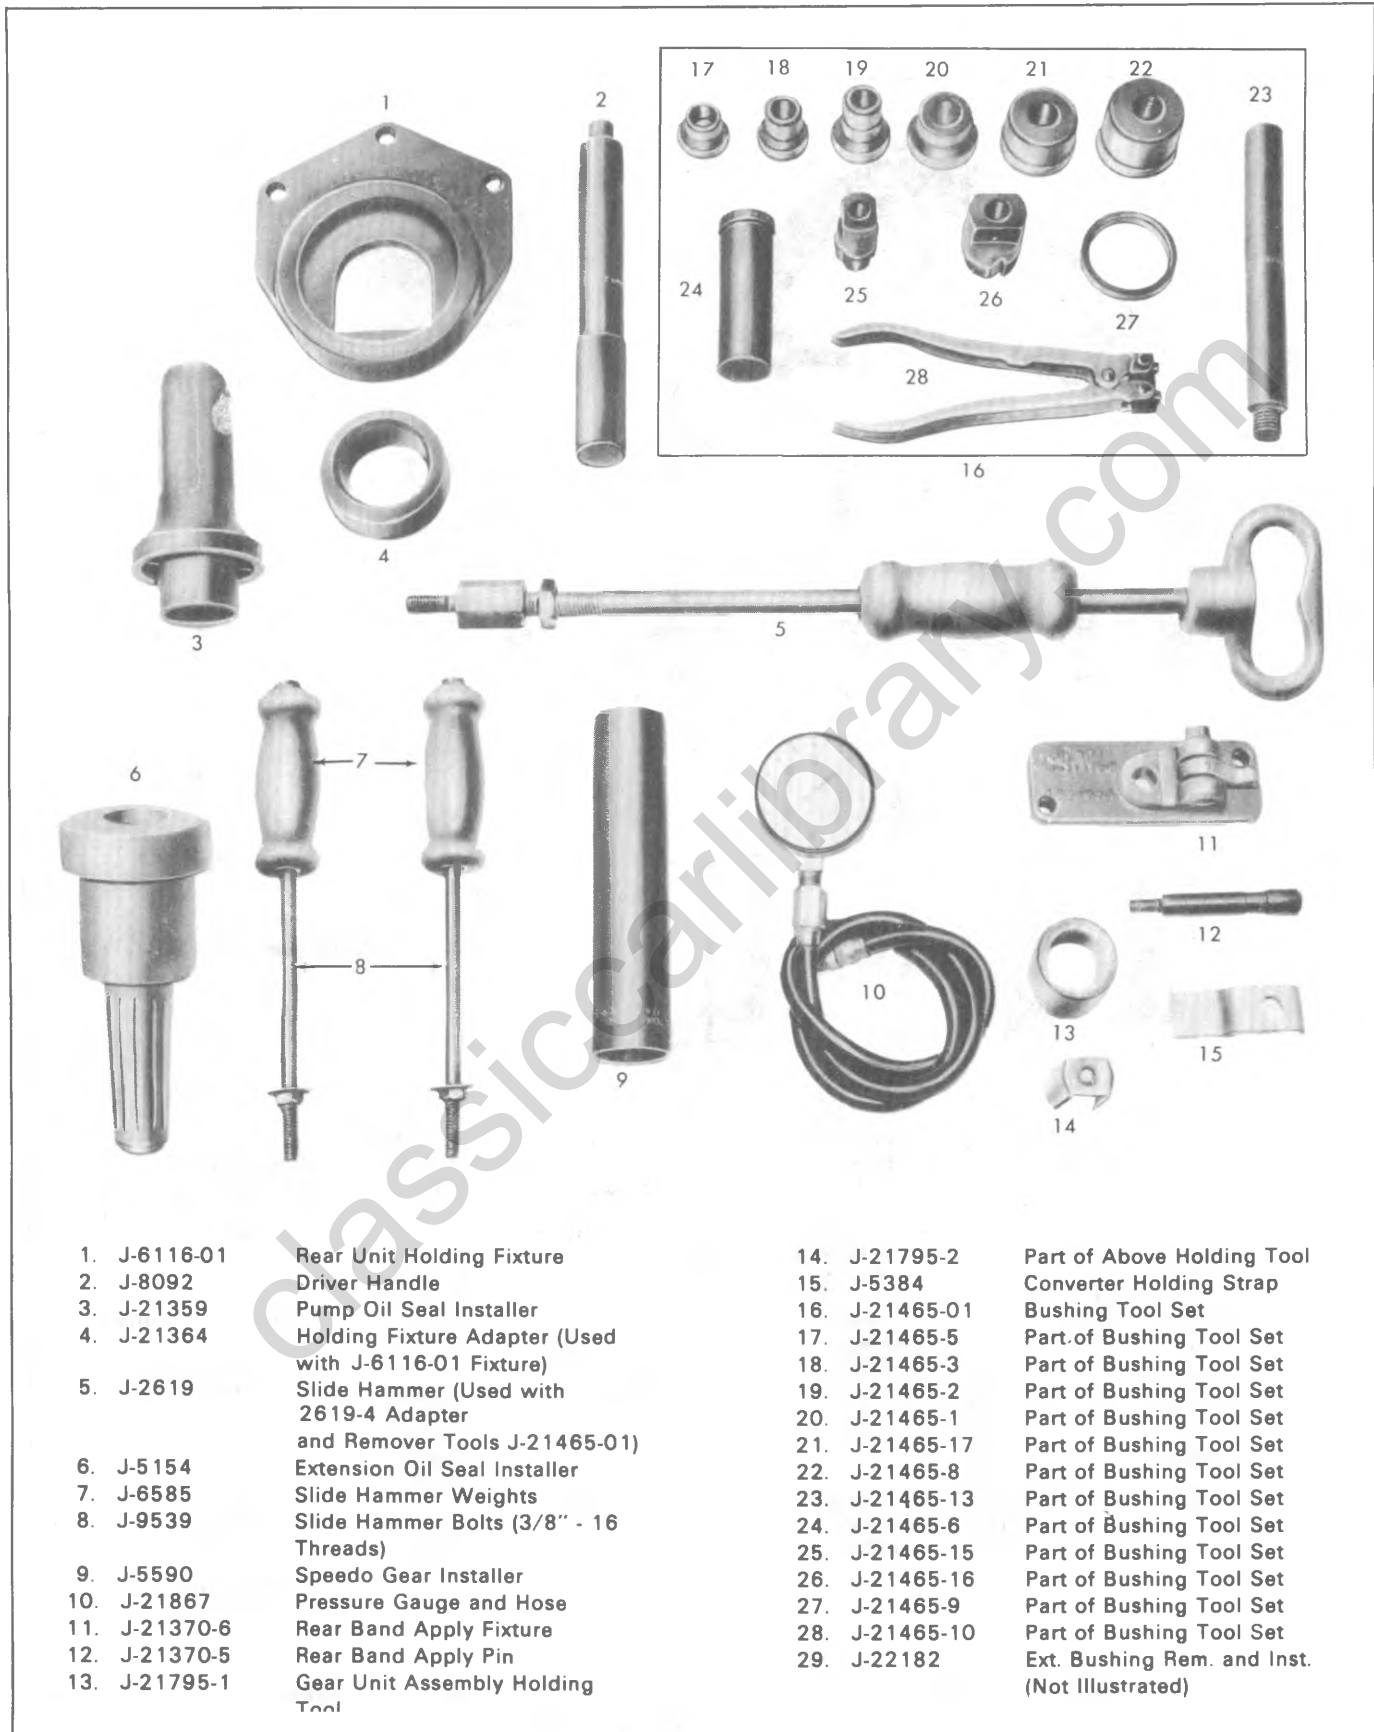 17 18 19 20 21 22
23
1
2
24
25
26
27
28
16
3
4
5
6
7
8
9
10
11
12
13
14
15
classiccarlibrary.com
1. J-6116-01 Rear Unit Holding Fixture
2. J-8092 Driver Handle
3. J-21359 Pump Oil Seal Installer
4. J-21364 Holding Fixture Adapter (Used
with J-6116-01 Fixture)
5. J-2619 Slide Hammer (Used with
2619-4 Adapter
and Remover Tools J-21465-01)
6. J-5154 Extension Oil Seal Installer
7. J-6585 Slide Hammer Weights
8. J-9539 Slide Hammer Bolts (3/8" - 16
Threads)
9. J-5590 Speedo Gear Installer
10. J-21867 Pressure Gauge and Hose
11. J-21370-6 Rear Band Apply Fixture
12. J-21370-5 Rear Band Apply Pin
13. J-21795-1 Gear Unit Assembly Holding
Tool
14. J-21795-2 Part of Above Holding Tool
15. J-5384 Converter Holding Strap
16. J-21465-01 Bushing Tool Set
17. J-21465-5 Part of Bushing Tool Set
18. J-21465-3 Part of Bushing Tool Set
19. J-21465-2 Part of Bushing Tool Set
20. J-21465-1 Part of Bushing Tool Set
21. J-21465-17 Part of Bushing Tool Set
22. J-21465-8 Part of Bushing Tool Set
23. J-21465-13 Part of Bushing Tool Set
24. J-21465-6 Part of Bushing Tool Set
25. J-21465-15 Part of Bushing Tool Set
26. J-21465-16 Part of Bushing Tool Set
27. J-21465-9 Part of Bushing Tool Set
28. J-21465-10 Part of Bushing Tool Set
29. J-22182 Ext. Bushing Rem. and Inst.
(Not Illustrated)